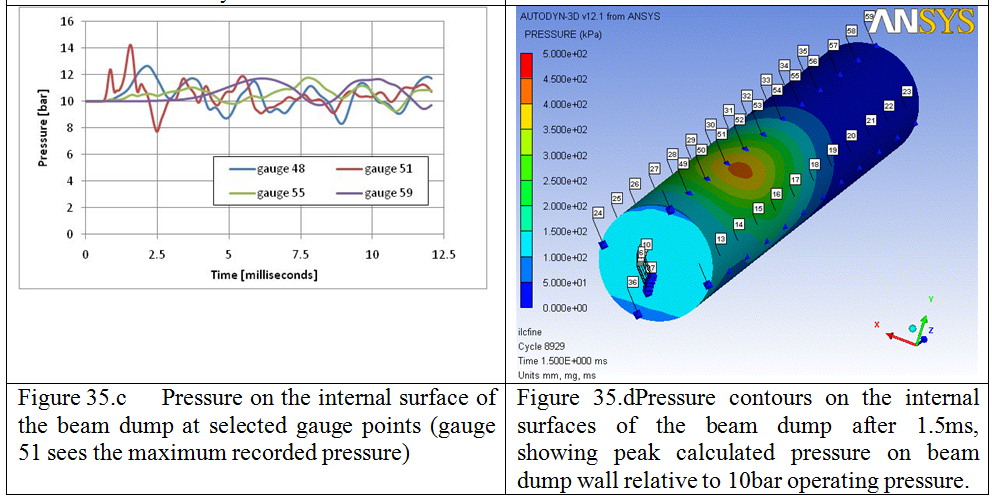 16
14
12
10
8
6
4
2
0
Pressure [bar]
gauge 48
gauge 51
gauge 55
gauge 59
0
2.5
5
7.5
10
12.5
Time [milliseconds]
AUTODYN-3D v12.1 from ANSYS
ANSYS
PRESSURE (kPa)
5.000e+02
4.500e+02
4.000e+02
3.500e+02
3.000e+02
2.500e+02
2.000e+02
1.500e+02
1.000e+02
5.000e+01
0.000e+00
59
58
57
35
56
34
55
33
54
32
53
31
52
30
51
29
50
28
49
27
26
25
24
23
22
21
20
19
18
17
16
15
14
13
10
36
Y
X
Z
ilcfine
Cycle 8929
Time 1.500E+000 ms
Units mm, mg, ms
Figure 35.c Pressure on the internal surface of
the beam dump at selected gauge points (gauge
51 sees the maximum recorded pressure)
Figure 35.dPressure contours on the internal
surfaces of the beam dump after 1.5ms,
showing peak calculated pressure on beam
dump wall relative to 10bar operating pressure.